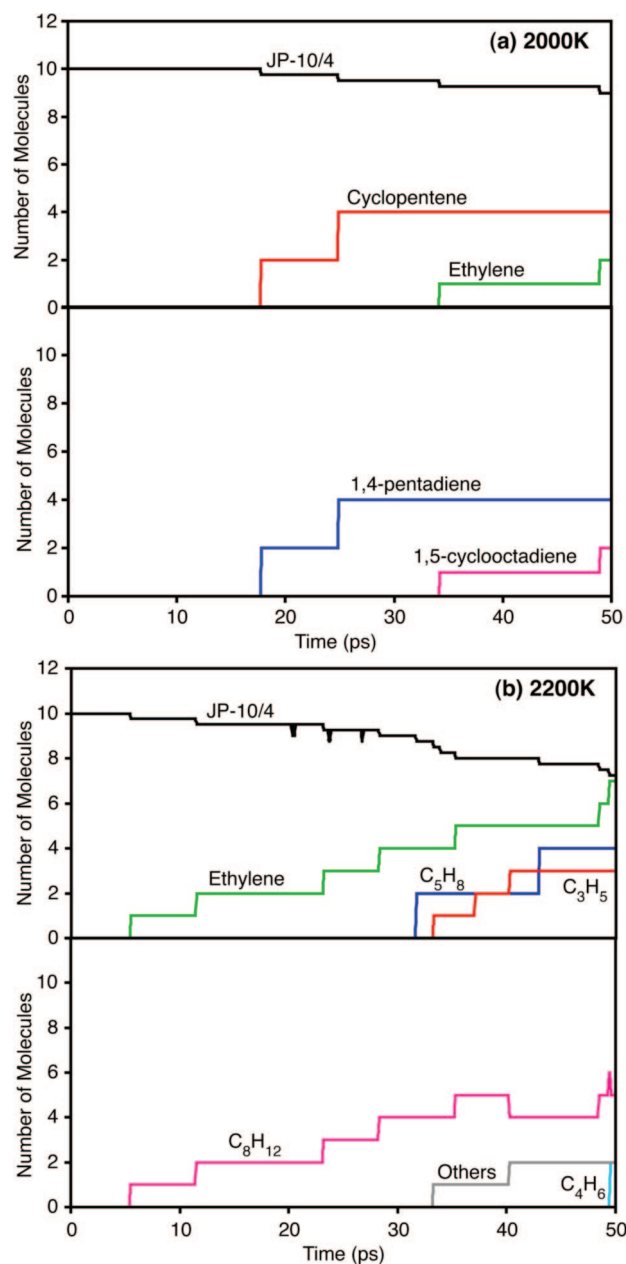 (a) 2000K
12
10
8
6
4
2
0
Number of Molecules
JP-10/4
Cyclopentene
Ethylene
10
8
6
4
2
0
Number of Molecules
1,4-pentadiene
1,5-cyclooctadiene
0 10 20 30 40 50
Time (ps)
(b) 2200K
12
10
8
6
4
2
0
Number of Molecules
JP-10/4
Ethylene
C₅H₈
C₃H₅
10
8
6
4
2
0
Number of Molecules
C₈H₁₂
Others
C₄H₆
0 10 20 30 40 50
Time (ps)